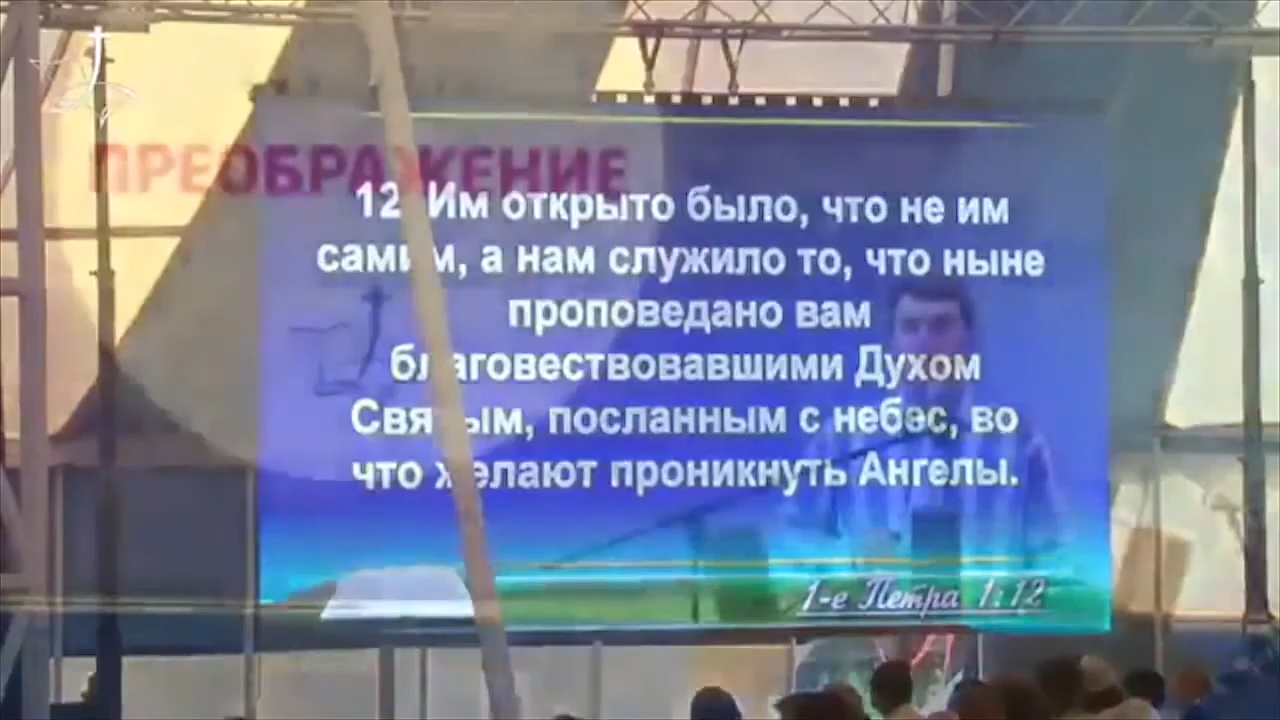 ПРЕОБРАЖЕНИЕ
12 Им открыто было, что не им
самим, а нам служило то, что ныне
проповедано вам
благовествовавшими Духом
Святым, посланным с небес, во
что желают проникнуть Ангелы.
1-е Петра 1:12